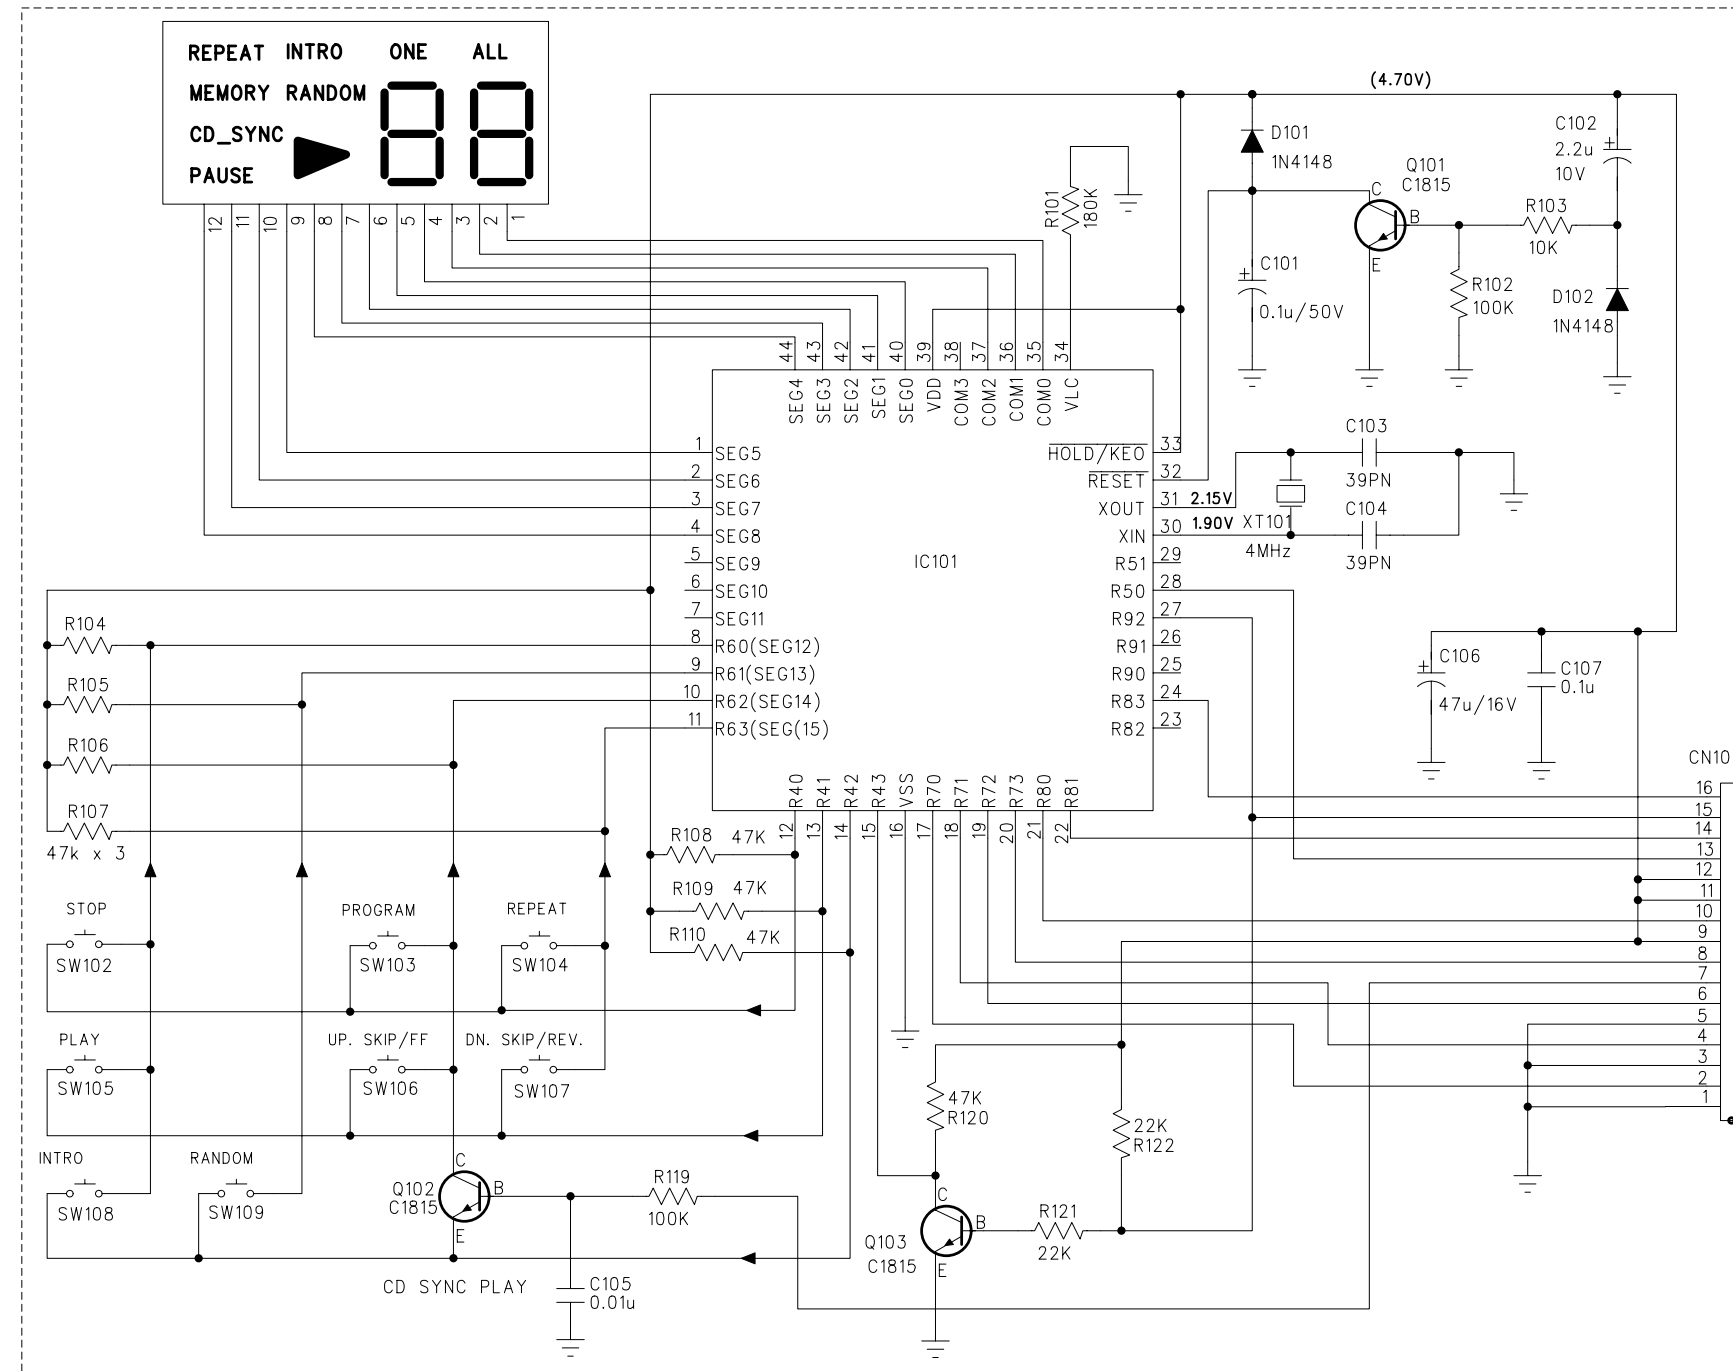 REPEAT INTRO ONE ALL
MEMORY RANDOM
CD_SYNC
PAUSE
88
12 11 10 9 8 7 6 5 4 3 2 1
(4.70V)
D101
1N4148
Q101
C1815
C
B
E
C102
2.2u
10V
+
R103
10K
R101
180K
C101
0.1u/50V
+
R102
100K
D102
1N4148
44 43 42 41 40 39 38 37 36 35 34
SEG4 SEG3 SEG2 SEG1 SEG0 VDD COM3 COM2 COM1 COM0 VLC
1 SEG5
2 SEG6
3 SEG7
4 SEG8
5 SEG9
6 SEG10
7 SEG11
8 R60(SEG12)
9 R61(SEG13)
10 R62(SEG14)
11 R63(SEG(15)
IC101
HOLD/KEO 33
RESET 32
XOUT 31 2.15V
XIN 30 1.90V
R51 29
R50 28
R92 27
R91 26
R90 25
R83 24
R82 23
C103
39PN
C104
39PN
XT101
4MHz
R40 R41 R42 R43 VSS R70 R71 R72 R73 R80 R81
12 13 14 15 16 17 18 19 20 21 22
R104
R105
R106
R107
47k x 3
R108 47K
R109 47K
R110 47K
+
C106
47u/16V
C107
0.1u
CN10
16
15
14
13
12
11
10
9
8
7
6
5
4
3
2
1
STOP
SW102
PROGRAM
SW103
REPEAT
SW104
PLAY
SW105
UP. SKIP/FF
SW106
DN. SKIP/REV.
SW107
INTRO
SW108
RANDOM
SW109
C
Q102
C1815
B
E
R119
100K
CD SYNC PLAY
C105
0.01u
47K
R120
22K
R122
C
Q103
C1815
B
E
R121
22K